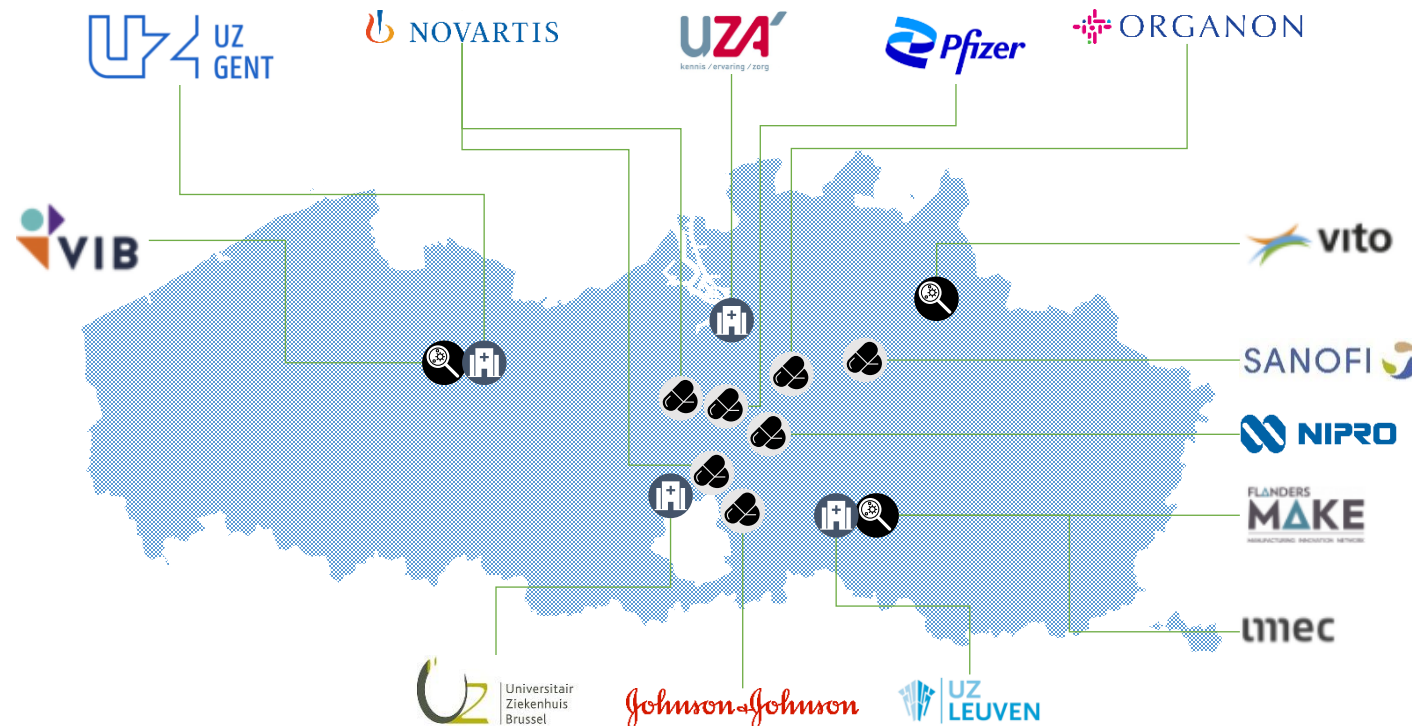 UZ
GENT
NOVARTIS
UZA
kennis / ervaring / zorg
Pfizer
ORGANON
VIB
vito
SANOFI
NIPRO
FLANDERS
MAKE
MANUFACTURING INNOVATION NETWORK
imec
UZ
Universitair
Ziekenhuis
Brussel
Johnson & Johnson
UZ
LEUVEN